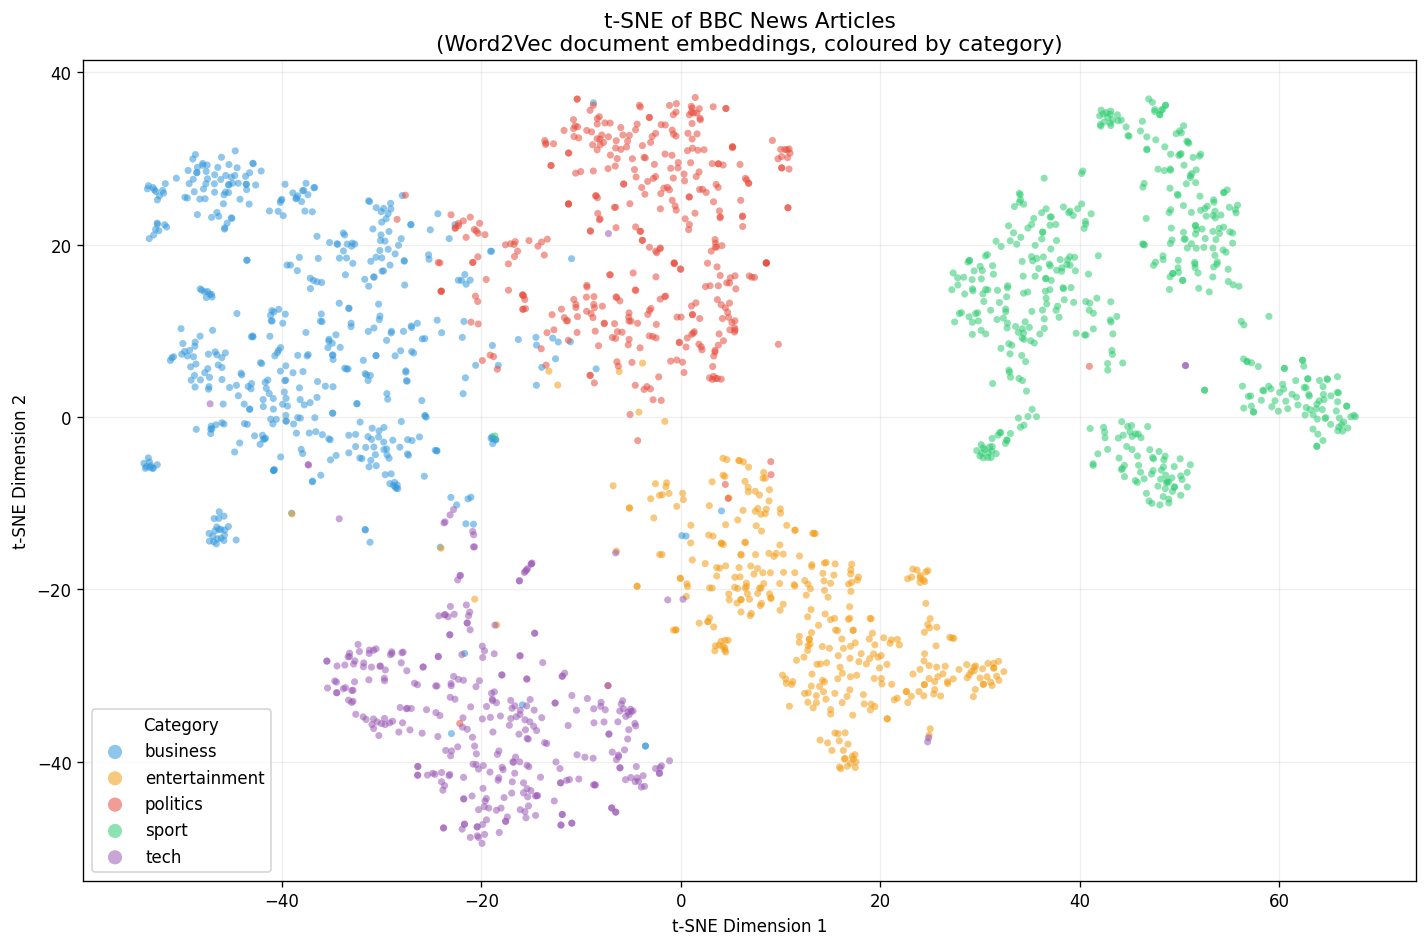 t-SNE of BBC News Articles
(Word2Vec document embeddings, coloured by category)
t-SNE Dimension 2
40
20
0
−20
−40
Category
business
entertainment
politics
sport
tech
−40
−20
0
20
40
60
t-SNE Dimension 1